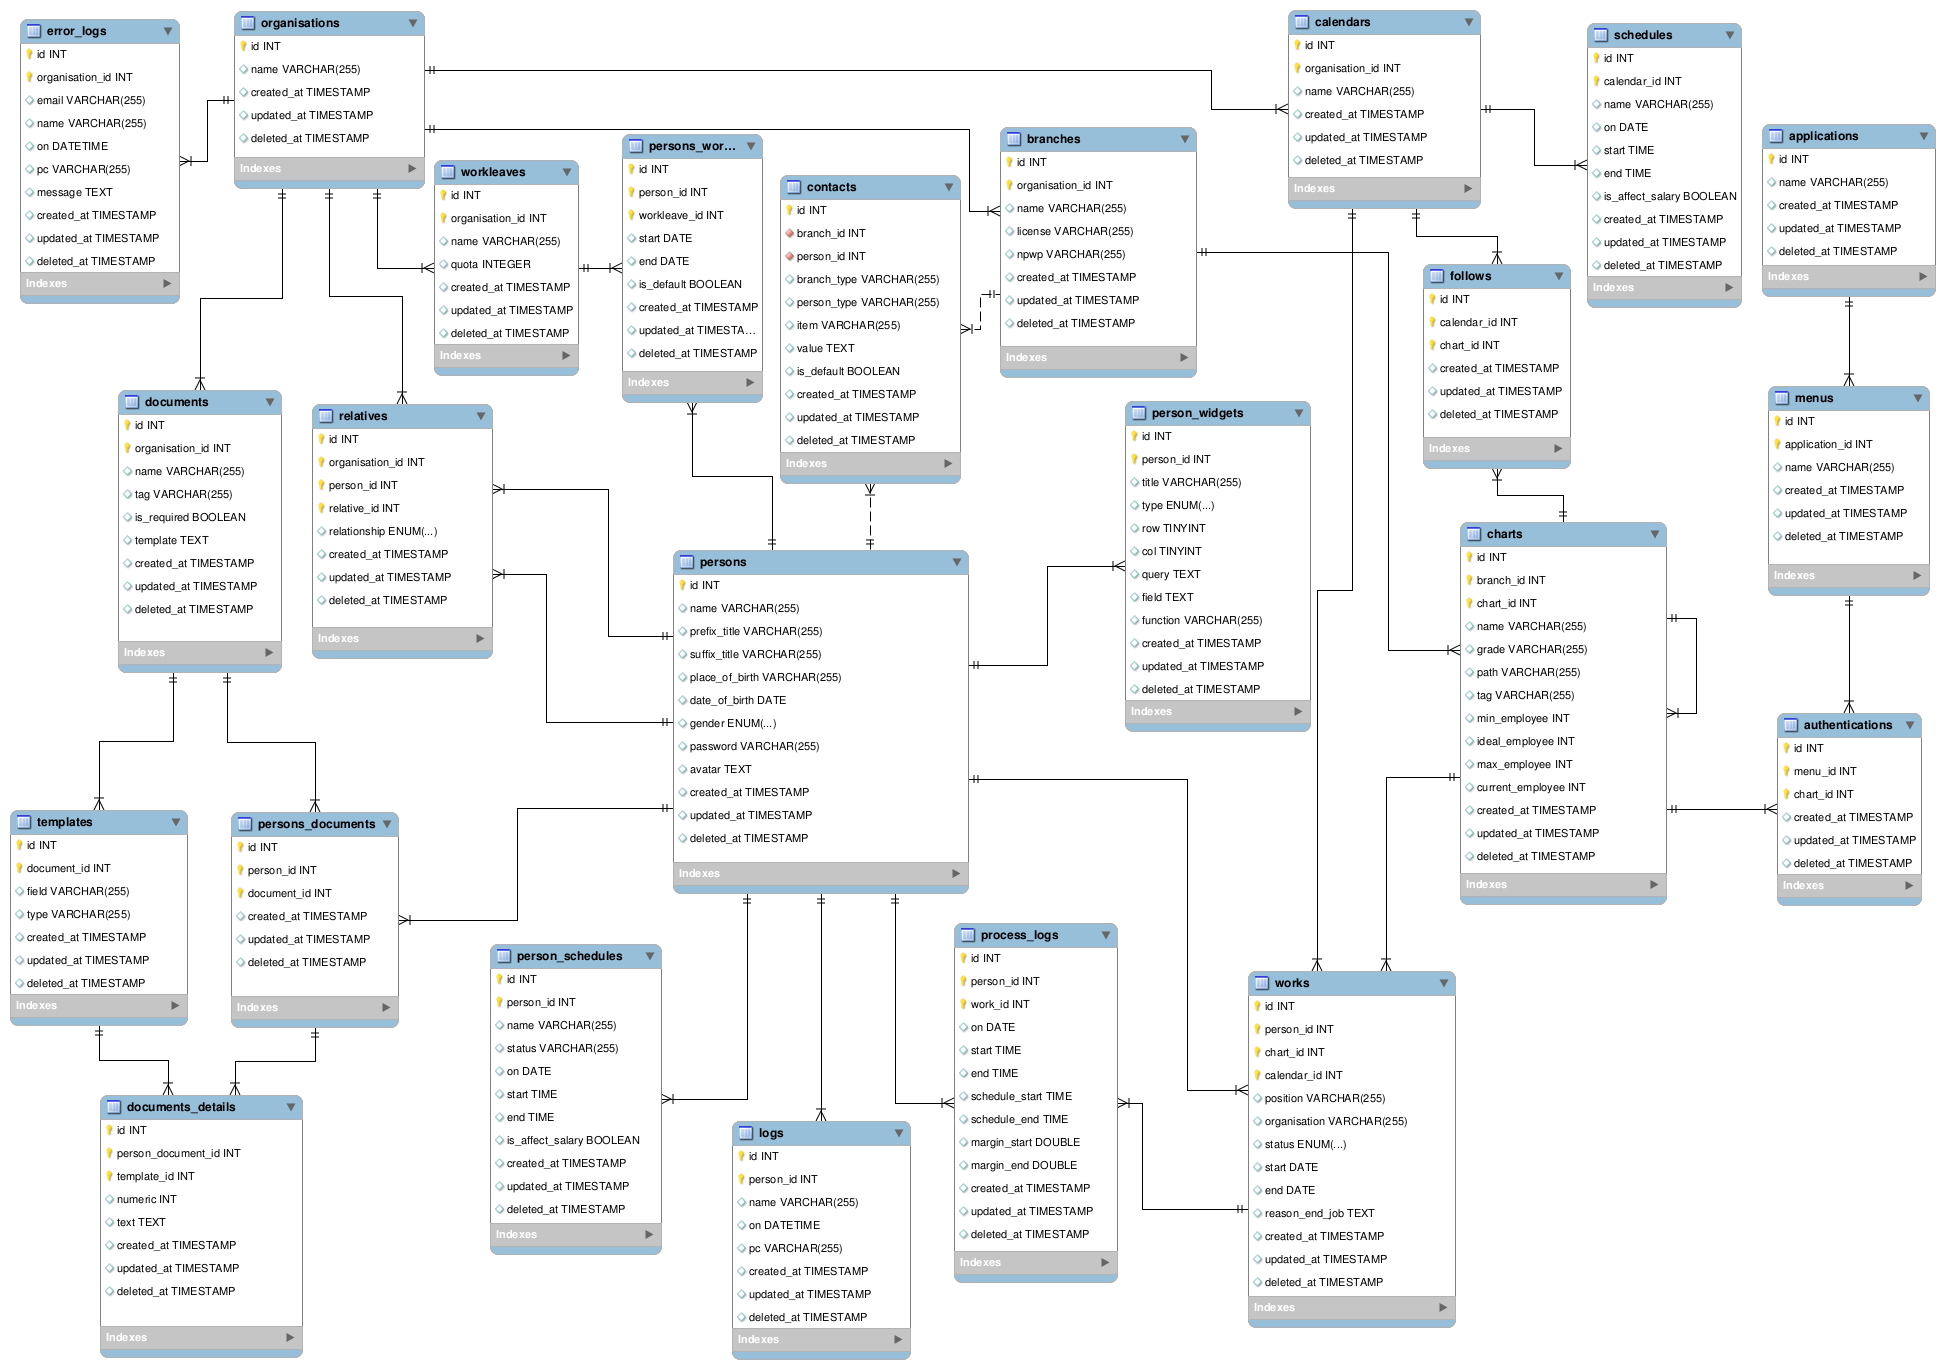 error_logs
id INT
organisation_id INT
email VARCHAR(255)
name VARCHAR(255)
on DATETIME
pc VARCHAR(255)
message TEXT
created_at TIMESTAMP
updated_at TIMESTAMP
deleted_at TIMESTAMP
Indexes
organisations
id INT
name VARCHAR(255)
created_at TIMESTAMP
updated_at TIMESTAMP
deleted_at TIMESTAMP
Indexes
workleaves
id INT
organisation_id INT
name VARCHAR(255)
quota INTEGER
created_at TIMESTAMP
updated_at TIMESTAMP
deleted_at TIMESTAMP
Indexes
persons_wor...
id INT
person_id INT
workleave_id INT
start DATE
end DATE
is_default BOOLEAN
created_at TIMESTAMP
updated_at TIMESTA...
deleted_at TIMESTAMP
Indexes
contacts
id INT
branch_id INT
person_id INT
branch_type VARCHAR(255)
person_type VARCHAR(255)
item VARCHAR(255)
value TEXT
is_default BOOLEAN
created_at TIMESTAMP
updated_at TIMESTAMP
deleted_at TIMESTAMP
Indexes
branches
id INT
organisation_id INT
name VARCHAR(255)
license VARCHAR(255)
npwp VARCHAR(255)
created_at TIMESTAMP
updated_at TIMESTAMP
deleted_at TIMESTAMP
Indexes
calendars
id INT
organisation_id INT
name VARCHAR(255)
created_at TIMESTAMP
updated_at TIMESTAMP
deleted_at TIMESTAMP
Indexes
schedules
id INT
calendar_id INT
name VARCHAR(255)
on DATE
start TIME
end TIME
is_affect_salary BOOLEAN
created_at TIMESTAMP
updated_at TIMESTAMP
deleted_at TIMESTAMP
Indexes
applications
id INT
name VARCHAR(255)
created_at TIMESTAMP
updated_at TIMESTAMP
deleted_at TIMESTAMP
Indexes
follows
id INT
calendar_id INT
chart_id INT
created_at TIMESTAMP
updated_at TIMESTAMP
deleted_at TIMESTAMP
Indexes
documents
id INT
organisation_id INT
name VARCHAR(255)
tag VARCHAR(255)
is_required BOOLEAN
template TEXT
created_at TIMESTAMP
updated_at TIMESTAMP
deleted_at TIMESTAMP
Indexes
relatives
id INT
organisation_id INT
person_id INT
relative_id INT
relationship ENUM(...)
created_at TIMESTAMP
updated_at TIMESTAMP
deleted_at TIMESTAMP
Indexes
person_widgets
id INT
person_id INT
title VARCHAR(255)
type ENUM(...)
row TINYINT
col TINYINT
query TEXT
field TEXT
function VARCHAR(255)
created_at TIMESTAMP
updated_at TIMESTAMP
deleted_at TIMESTAMP
Indexes
menus
id INT
application_id INT
name VARCHAR(255)
created_at TIMESTAMP
updated_at TIMESTAMP
deleted_at TIMESTAMP
Indexes
persons
id INT
name VARCHAR(255)
prefix_title VARCHAR(255)
suffix_title VARCHAR(255)
place_of_birth VARCHAR(255)
date_of_birth DATE
gender ENUM(...)
password VARCHAR(255)
avatar TEXT
created_at TIMESTAMP
updated_at TIMESTAMP
deleted_at TIMESTAMP
Indexes
charts
id INT
branch_id INT
chart_id INT
name VARCHAR(255)
grade VARCHAR(255)
path VARCHAR(255)
tag VARCHAR(255)
min_employee INT
ideal_employee INT
max_employee INT
current_employee INT
created_at TIMESTAMP
updated_at TIMESTAMP
deleted_at TIMESTAMP
Indexes
authentications
id INT
menu_id INT
chart_id INT
created_at TIMESTAMP
updated_at TIMESTAMP
deleted_at TIMESTAMP
Indexes
templates
id INT
document_id INT
field VARCHAR(255)
type VARCHAR(255)
created_at TIMESTAMP
updated_at TIMESTAMP
deleted_at TIMESTAMP
Indexes
persons_documents
id INT
person_id INT
document_id INT
created_at TIMESTAMP
updated_at TIMESTAMP
deleted_at TIMESTAMP
Indexes
person_schedules
id INT
person_id INT
name VARCHAR(255)
status VARCHAR(255)
on DATE
start TIME
end TIME
is_affect_salary BOOLEAN
created_at TIMESTAMP
updated_at TIMESTAMP
deleted_at TIMESTAMP
Indexes
process_logs
id INT
person_id INT
work_id INT
on DATE
start TIME
end TIME
schedule_start TIME
schedule_end TIME
margin_start DOUBLE
margin_end DOUBLE
created_at TIMESTAMP
updated_at TIMESTAMP
deleted_at TIMESTAMP
Indexes
works
id INT
person_id INT
chart_id INT
calendar_id INT
position VARCHAR(255)
organisation VARCHAR(255)
status ENUM(...)
start DATE
end DATE
reason_end_job TEXT
created_at TIMESTAMP
updated_at TIMESTAMP
deleted_at TIMESTAMP
Indexes
documents_details
id INT
person_document_id INT
template_id INT
numeric INT
text TEXT
created_at TIMESTAMP
updated_at TIMESTAMP
deleted_at TIMESTAMP
Indexes
logs
id INT
person_id INT
name VARCHAR(255)
on DATETIME
pc VARCHAR(255)
created_at TIMESTAMP
updated_at TIMESTAMP
deleted_at TIMESTAMP
Indexes